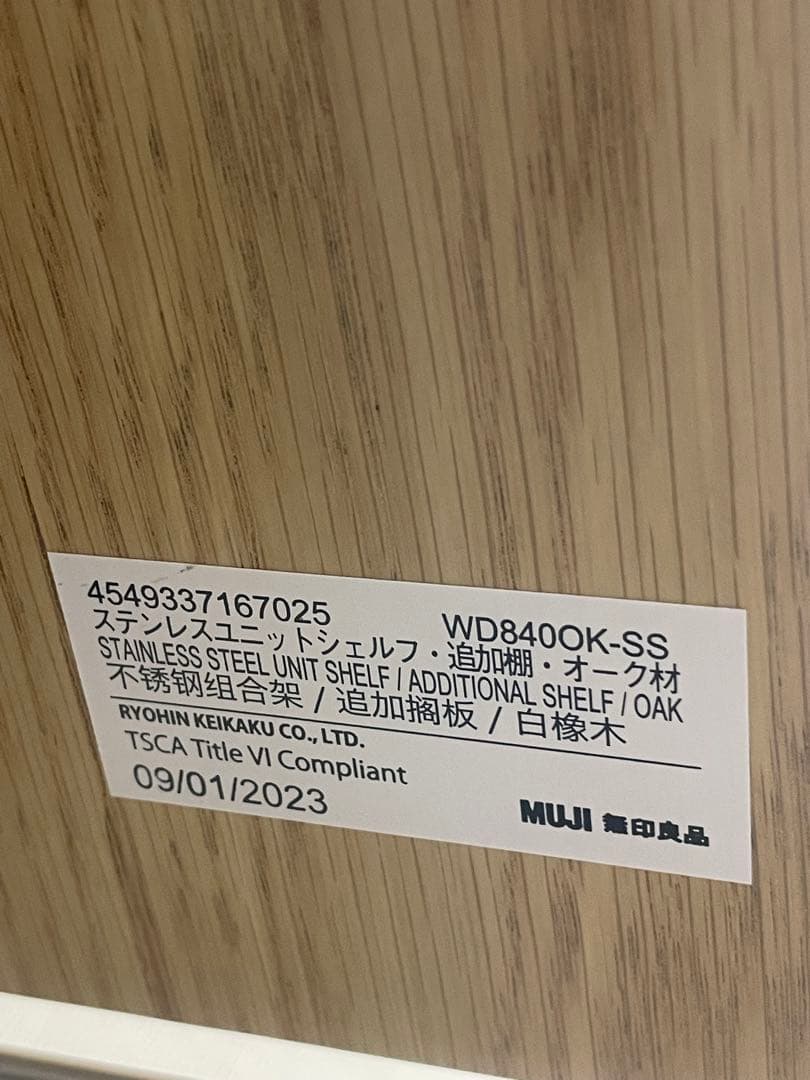 4549337167025 WD840OK-SS
ステンレスユニットシェルフ・追加棚・オーク材
STAINLESS STEEL UNIT SHELF / ADDITIONAL SHELF / OAK
不锈钢组合架 / 追加搁板 / 白橡木
RYOHIN KEIKAKU CO., LTD.
TSCA Title VI Compliant
09/01/2023
MUJI 無印良品